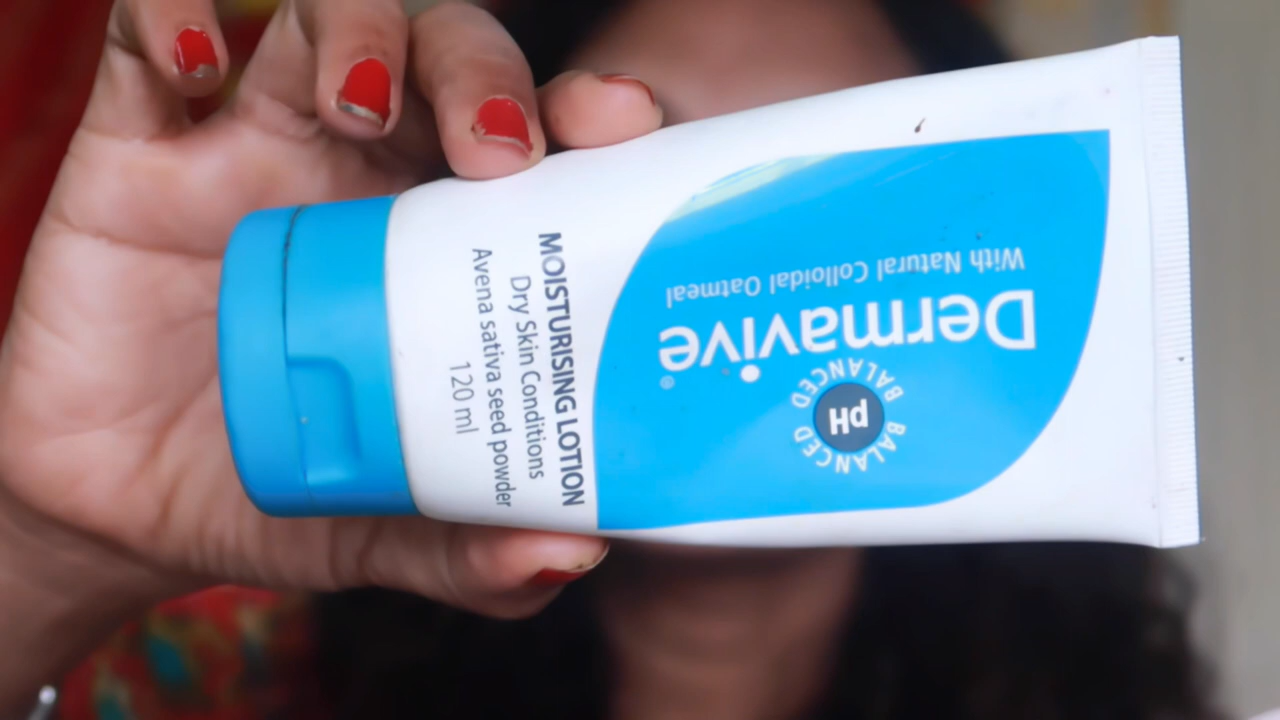 BALANCED pH BALANCED
Dermavive®
With Natural Colloidal Oatmeal
MOISTURISING LOTION
Dry Skin Conditions
Avena sativa seed powder
120 ml